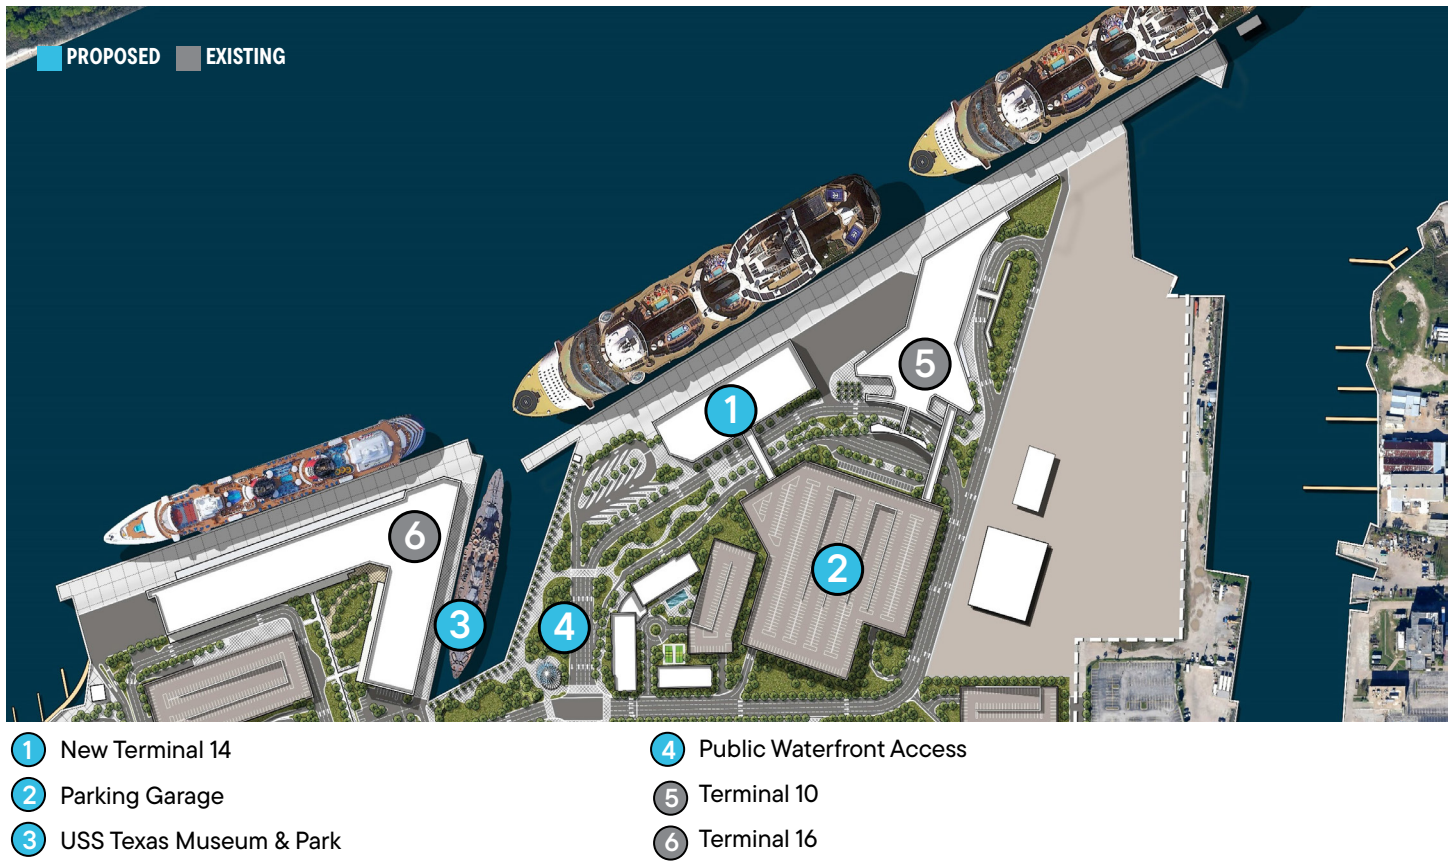 PROPOSED EXISTING
5
1
6
2
3
4
1 New Terminal 14
2 Parking Garage
3 USS Texas Museum & Park
4 Public Waterfront Access
5 Terminal 10
6 Terminal 16